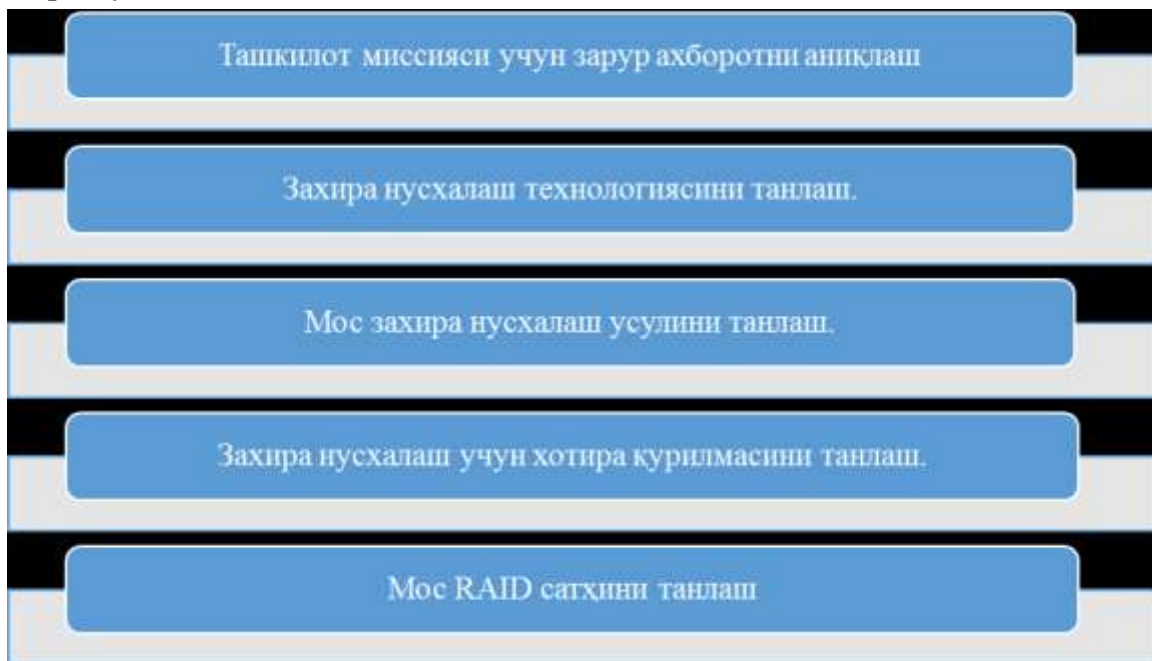 Ташкилот миссияси учун зарур ахборотни аниқлаш
Захира нусхалаш технологиясини танлаш.
Мос захира нусхалаш усулини танлаш.
Захира нусхалаш учун хотира қурилмасини танлаш.
Мос RAID сатҳини танлаш